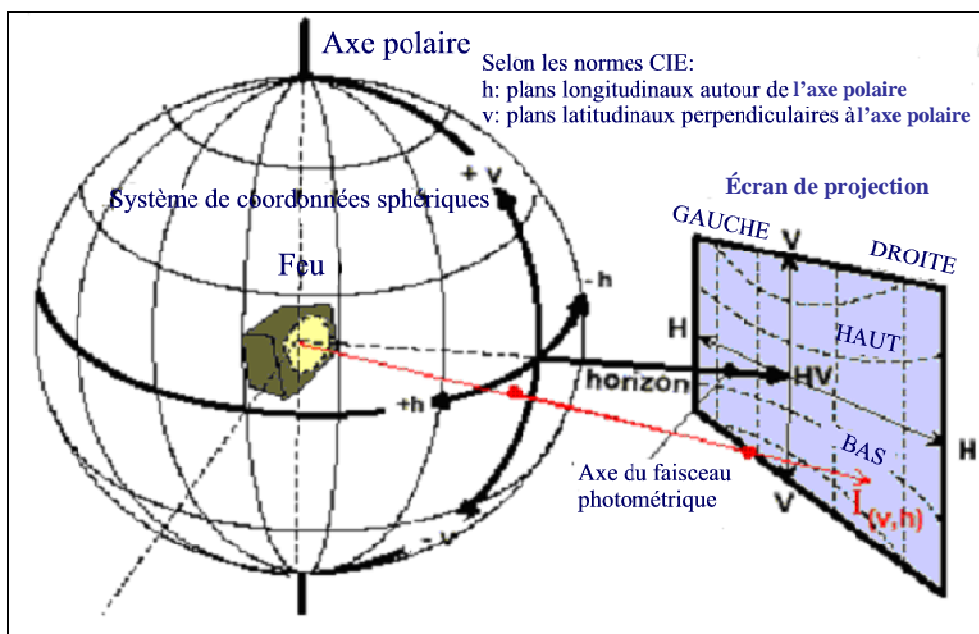 Axe polaire
Selon les normes CIE:
h: plans longitudinaux autour de l'axe polaire
v: plans latitudinaux perpendiculaires à l'axe polaire
+ v
Écran de projection
Système de coordonnées sphériques
GAUCHE
V
DROITE
Feu
- h
H
HAUT
horizon
HV
+h
BAS
H
Axe du faisceau
photométrique
V
L(v,h)
- v